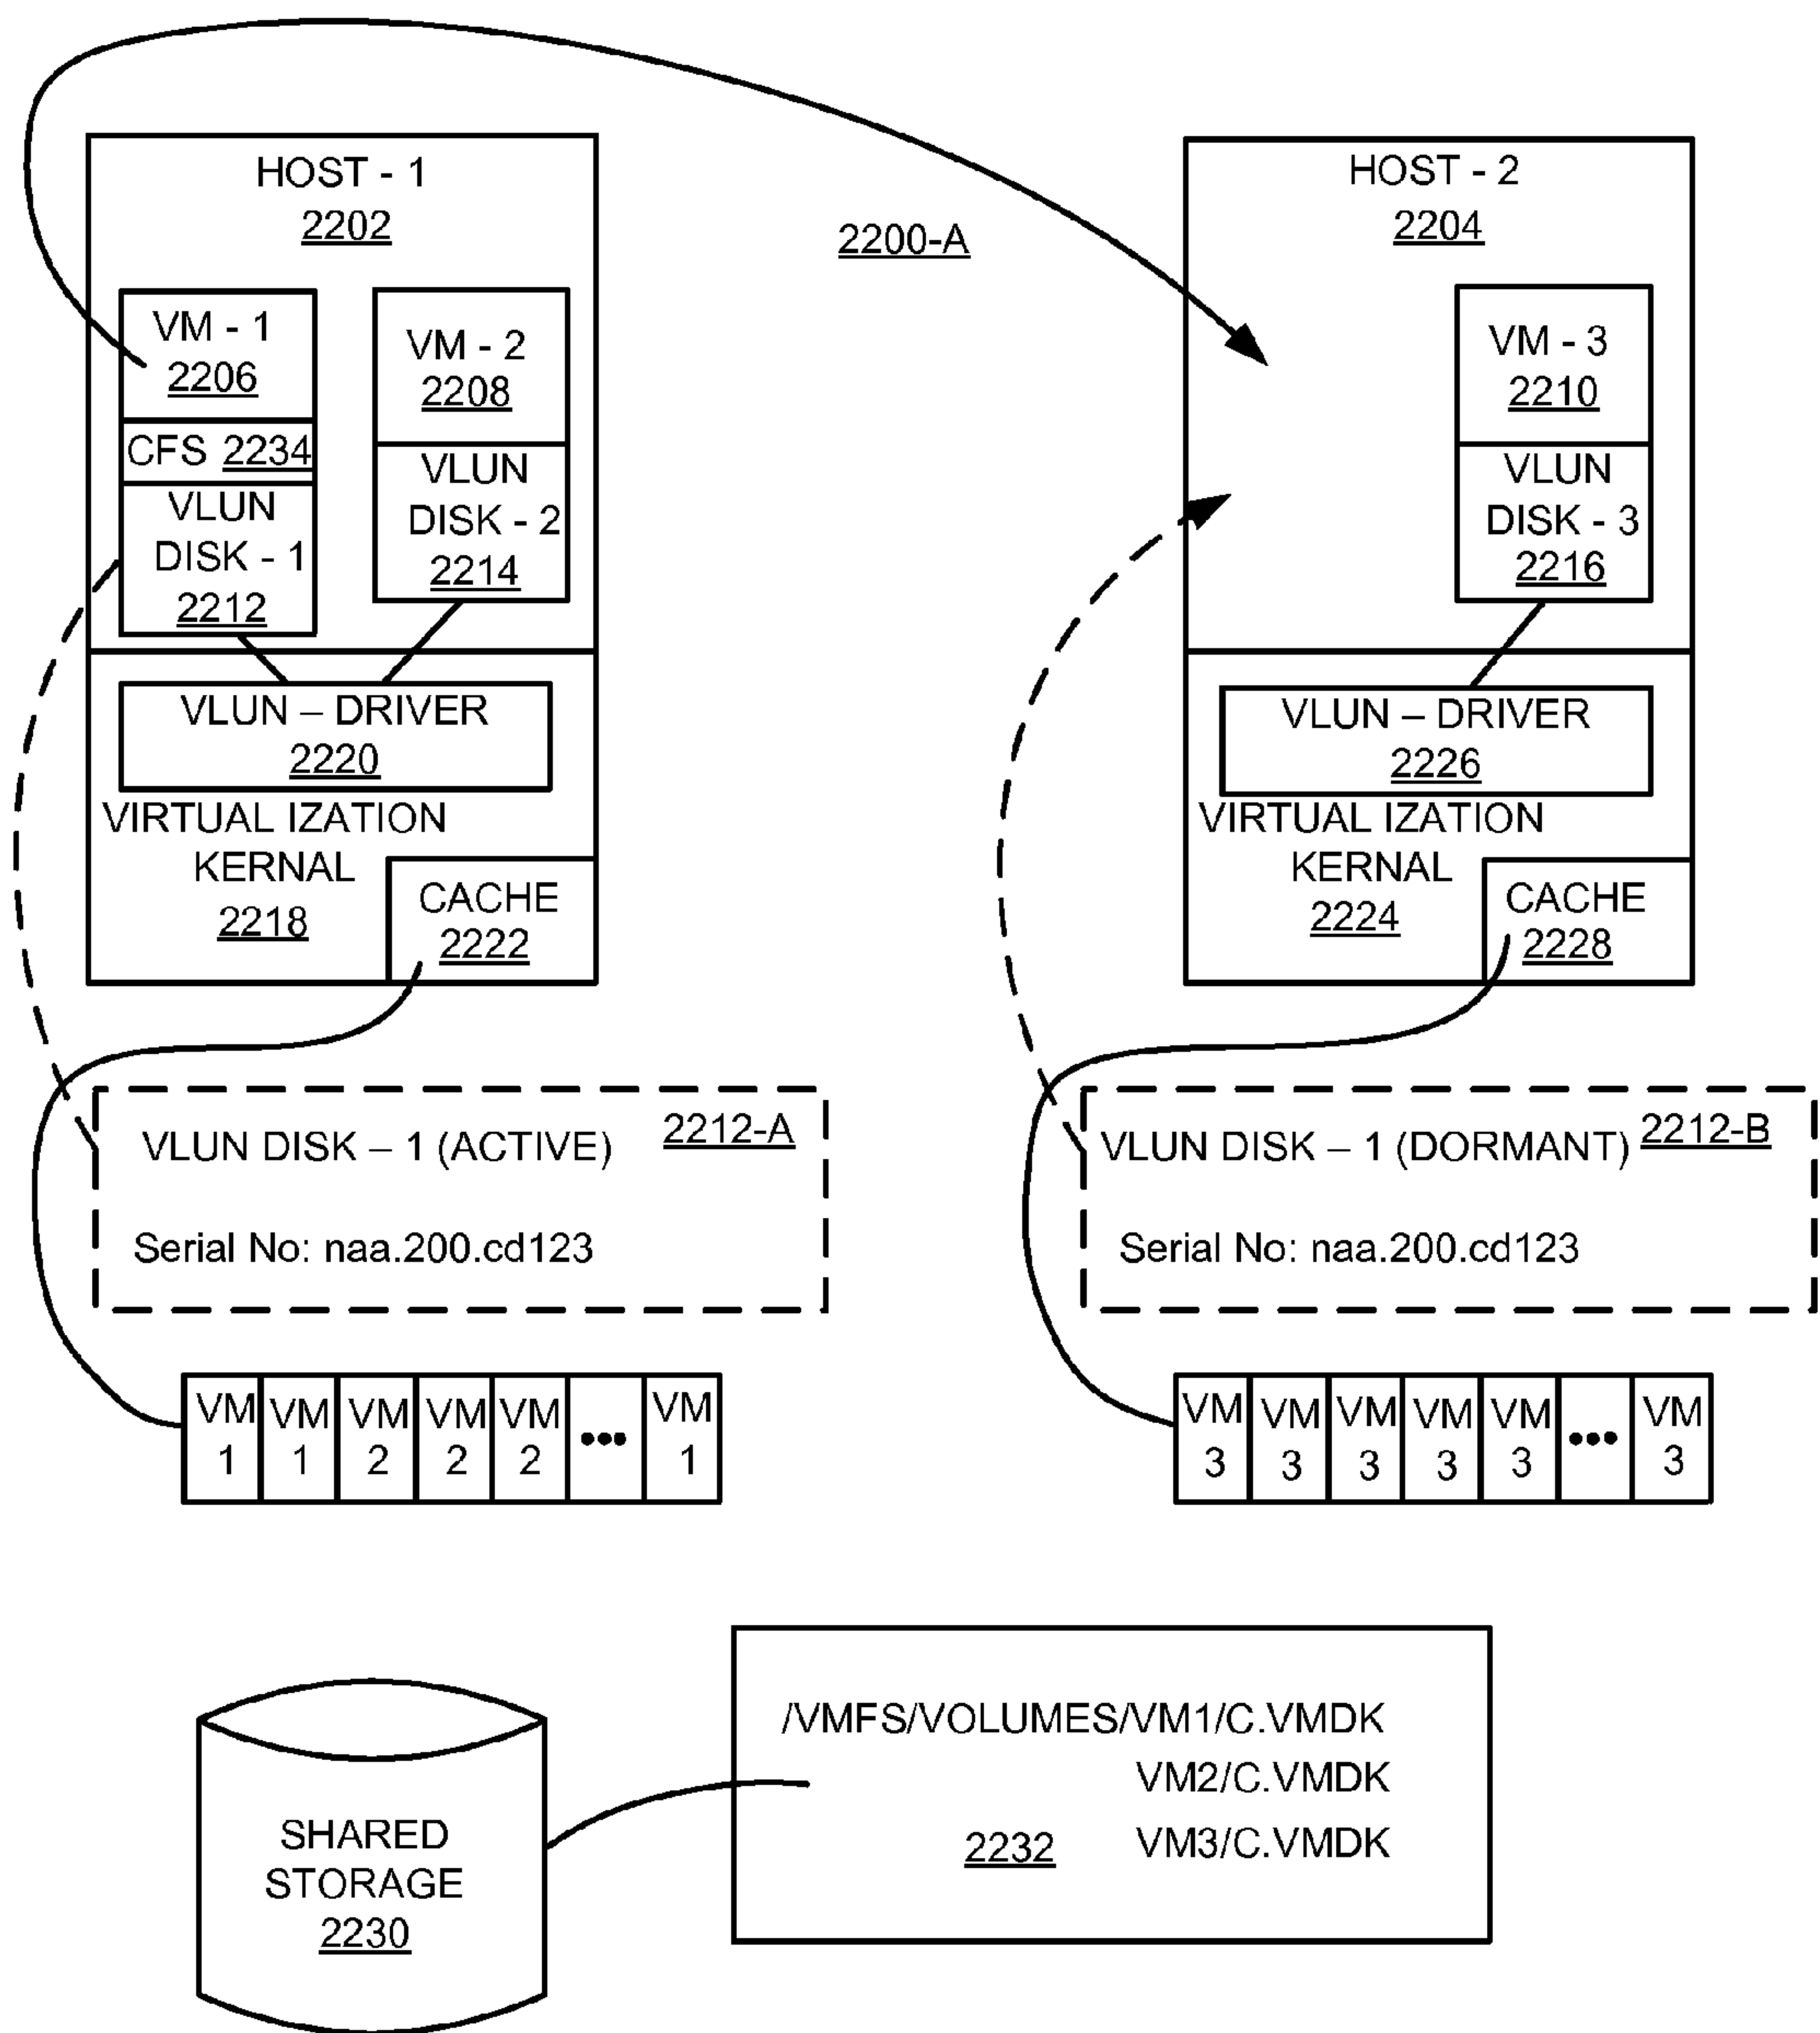 HOST - 1
2202
2200-A
HOST - 2
2204
VM - 1
2206
CFS 2234
VLUN
DISK - 1
2212
VM - 2
2208
VLUN
DISK - 2
2214
VM - 3
2210
VLUN
DISK - 3
2216
VLUN – DRIVER
2220
VIRTUAL IZATION
KERNAL
2218
CACHE
2222
VLUN – DRIVER
2226
VIRTUAL IZATION
KERNAL
2224
CACHE
2228
2212-A
VLUN DISK – 1 (ACTIVE)
Serial No: naa.200.cd123
2212-B
VLUN DISK – 1 (DORMANT)
Serial No: naa.200.cd123
VM VM VM VM VM ••• VM
1 1 2 2 2 1
VM VM VM VM VM ••• VM
3 3 3 3 3 3
/VMFS/VOLUMES/VM1/C.VMDK
VM2/C.VMDK
VM3/C.VMDK
2232
SHARED
STORAGE
2230